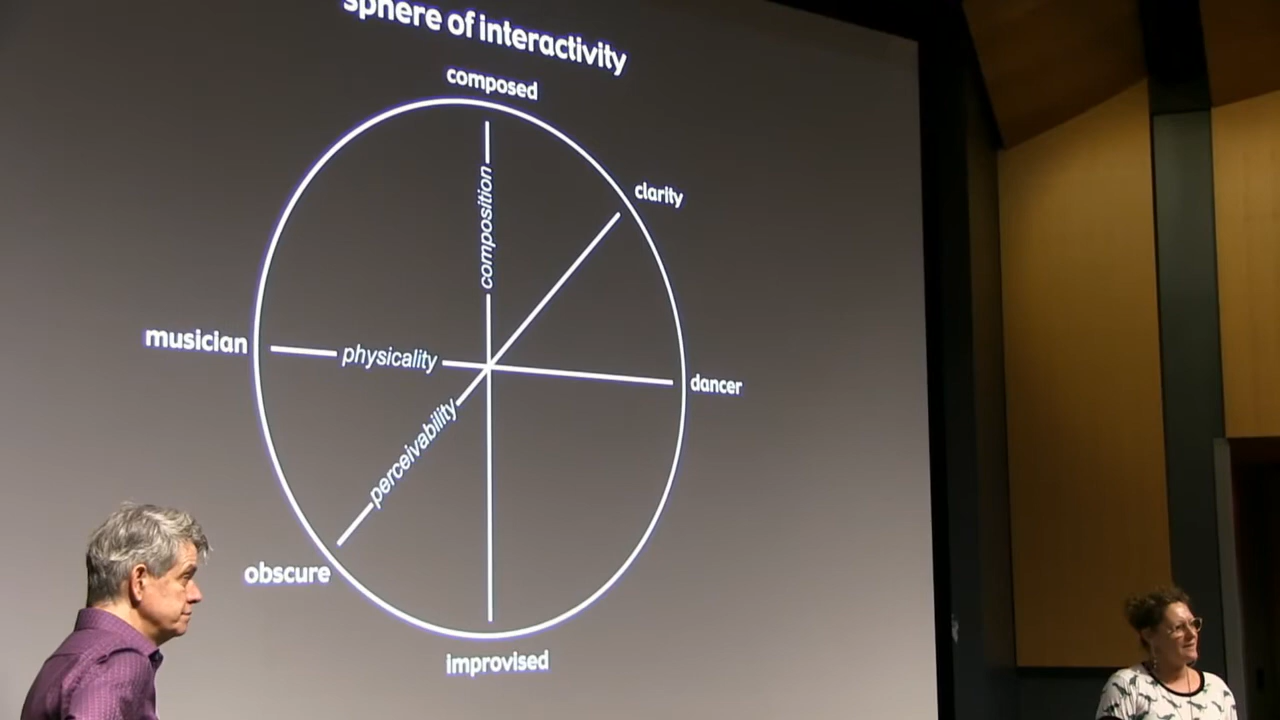 sphere of interactivity
composed
composition
clarity
musician
physicality
dancer
perceivability
obscure
improvised